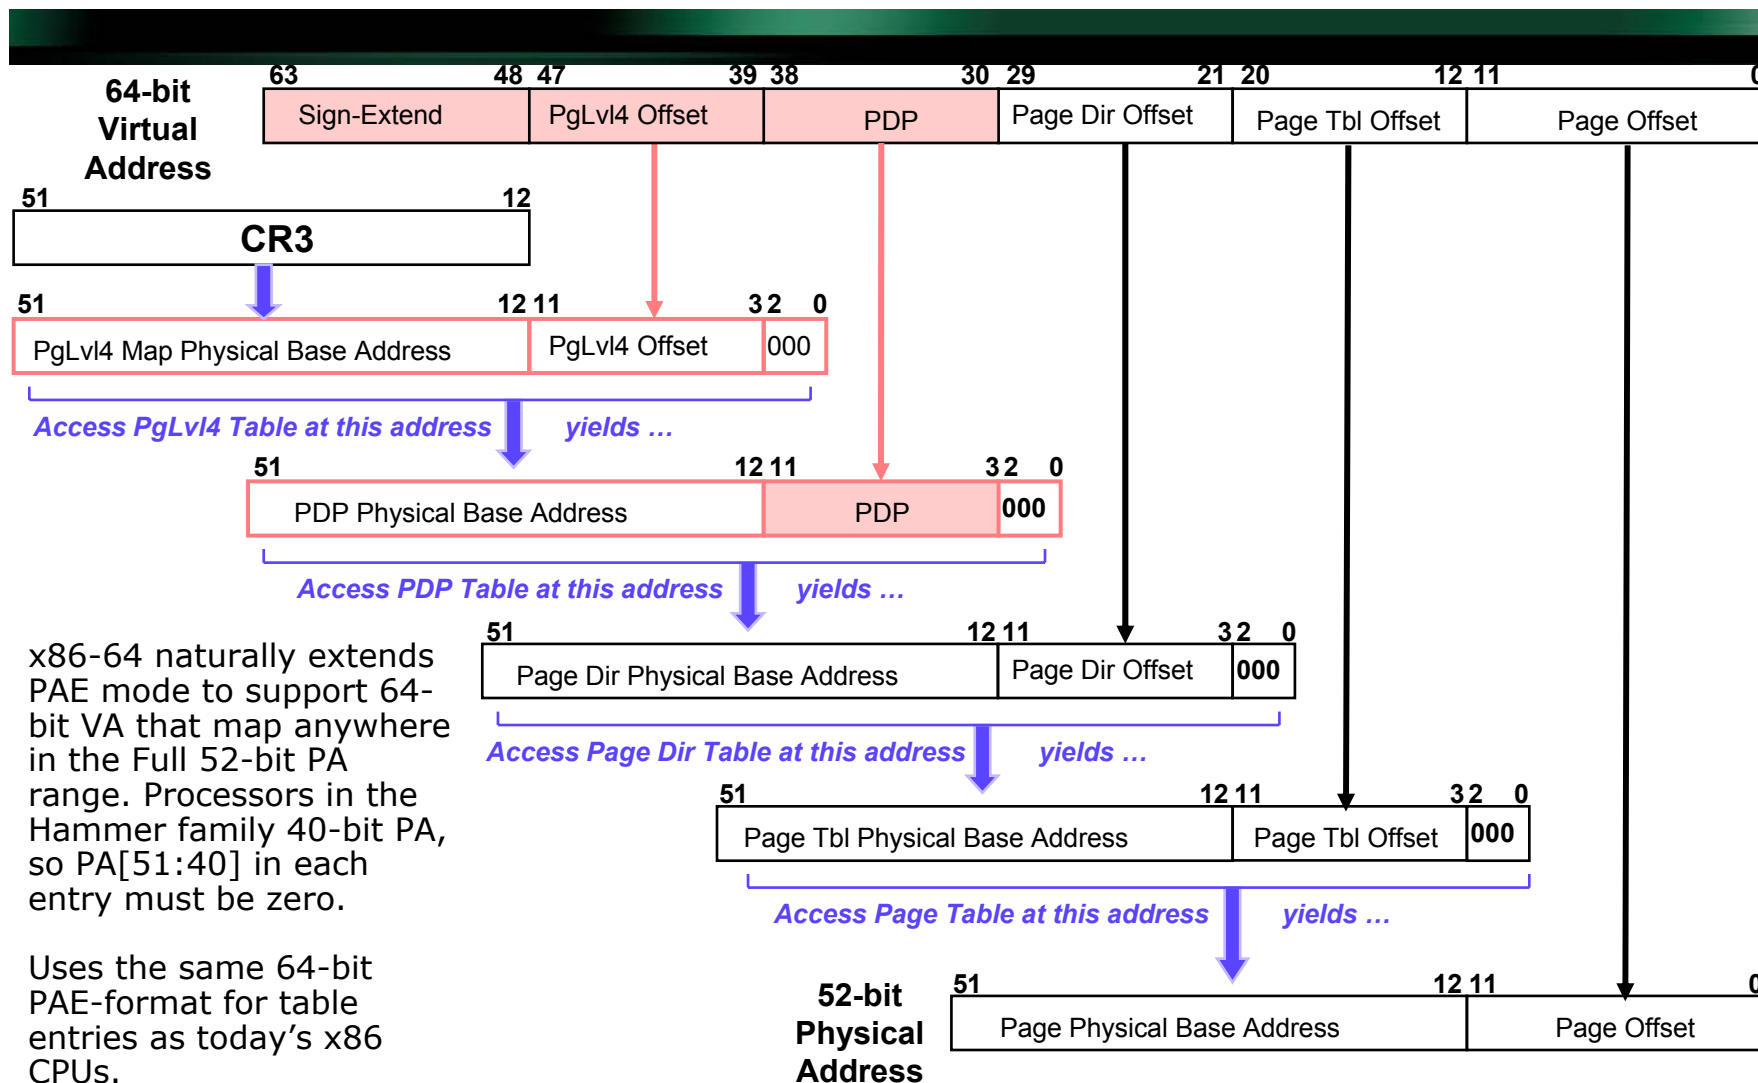 63 48 47 39 38 30 29 21 20 12 11 0
64-bit
Virtual
Address
Sign-Extend PgLvl4 Offset PDP Page Dir Offset Page Tbl Offset Page Offset
51 12
CR3
51 12 11 3 2 0
PgLvl4 Map Physical Base Address PgLvl4 Offset 000
Access PgLvl4 Table at this address yields …
51 12 11 3 2 0
PDP Physical Base Address PDP 000
Access PDP Table at this address yields …
51 12 11 3 2 0
Page Dir Physical Base Address Page Dir Offset 000
Access Page Dir Table at this address yields …
51 12 11 3 2 0
Page Tbl Physical Base Address Page Tbl Offset 000
Access Page Table at this address yields …
x86-64 naturally extends
PAE mode to support 64-
bit VA that map anywhere
in the Full 52-bit PA
range. Processors in the
Hammer family 40-bit PA,
so PA[51:40] in each
entry must be zero.
Uses the same 64-bit
PAE-format for table
entries as today’s x86
CPUs.
52-bit
Physical
Address
51 12 11 0
Page Physical Base Address Page Offset